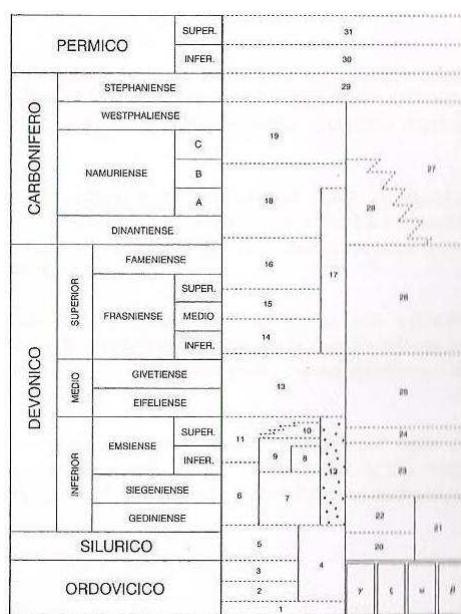 PERMICO
SUPER.
31
INFER.
30
CARBONIFERO
STEPHANIENSE
29
WESTPHALIENSE
19
27
NAMURIENSE
C
B
A
18
28
DINANTIENSE
17
DEVONICO
SUPERIOR
FAMENIENSE
16
FRASNIENSE
SUPER.
15
MEDIO
26
INFER.
14
MEDIO
GIVETIENSE
13
EIFELIENSE
25
INFERIOR
EMSIENSE
SUPER.
11
10
24
INFER.
9
8
12
23
SIEGENIENSE
6
7
GEDINIENSE
22
21
SILURICO
5
20
4
ORDOVICICO
3
2
1
γ
ω
β